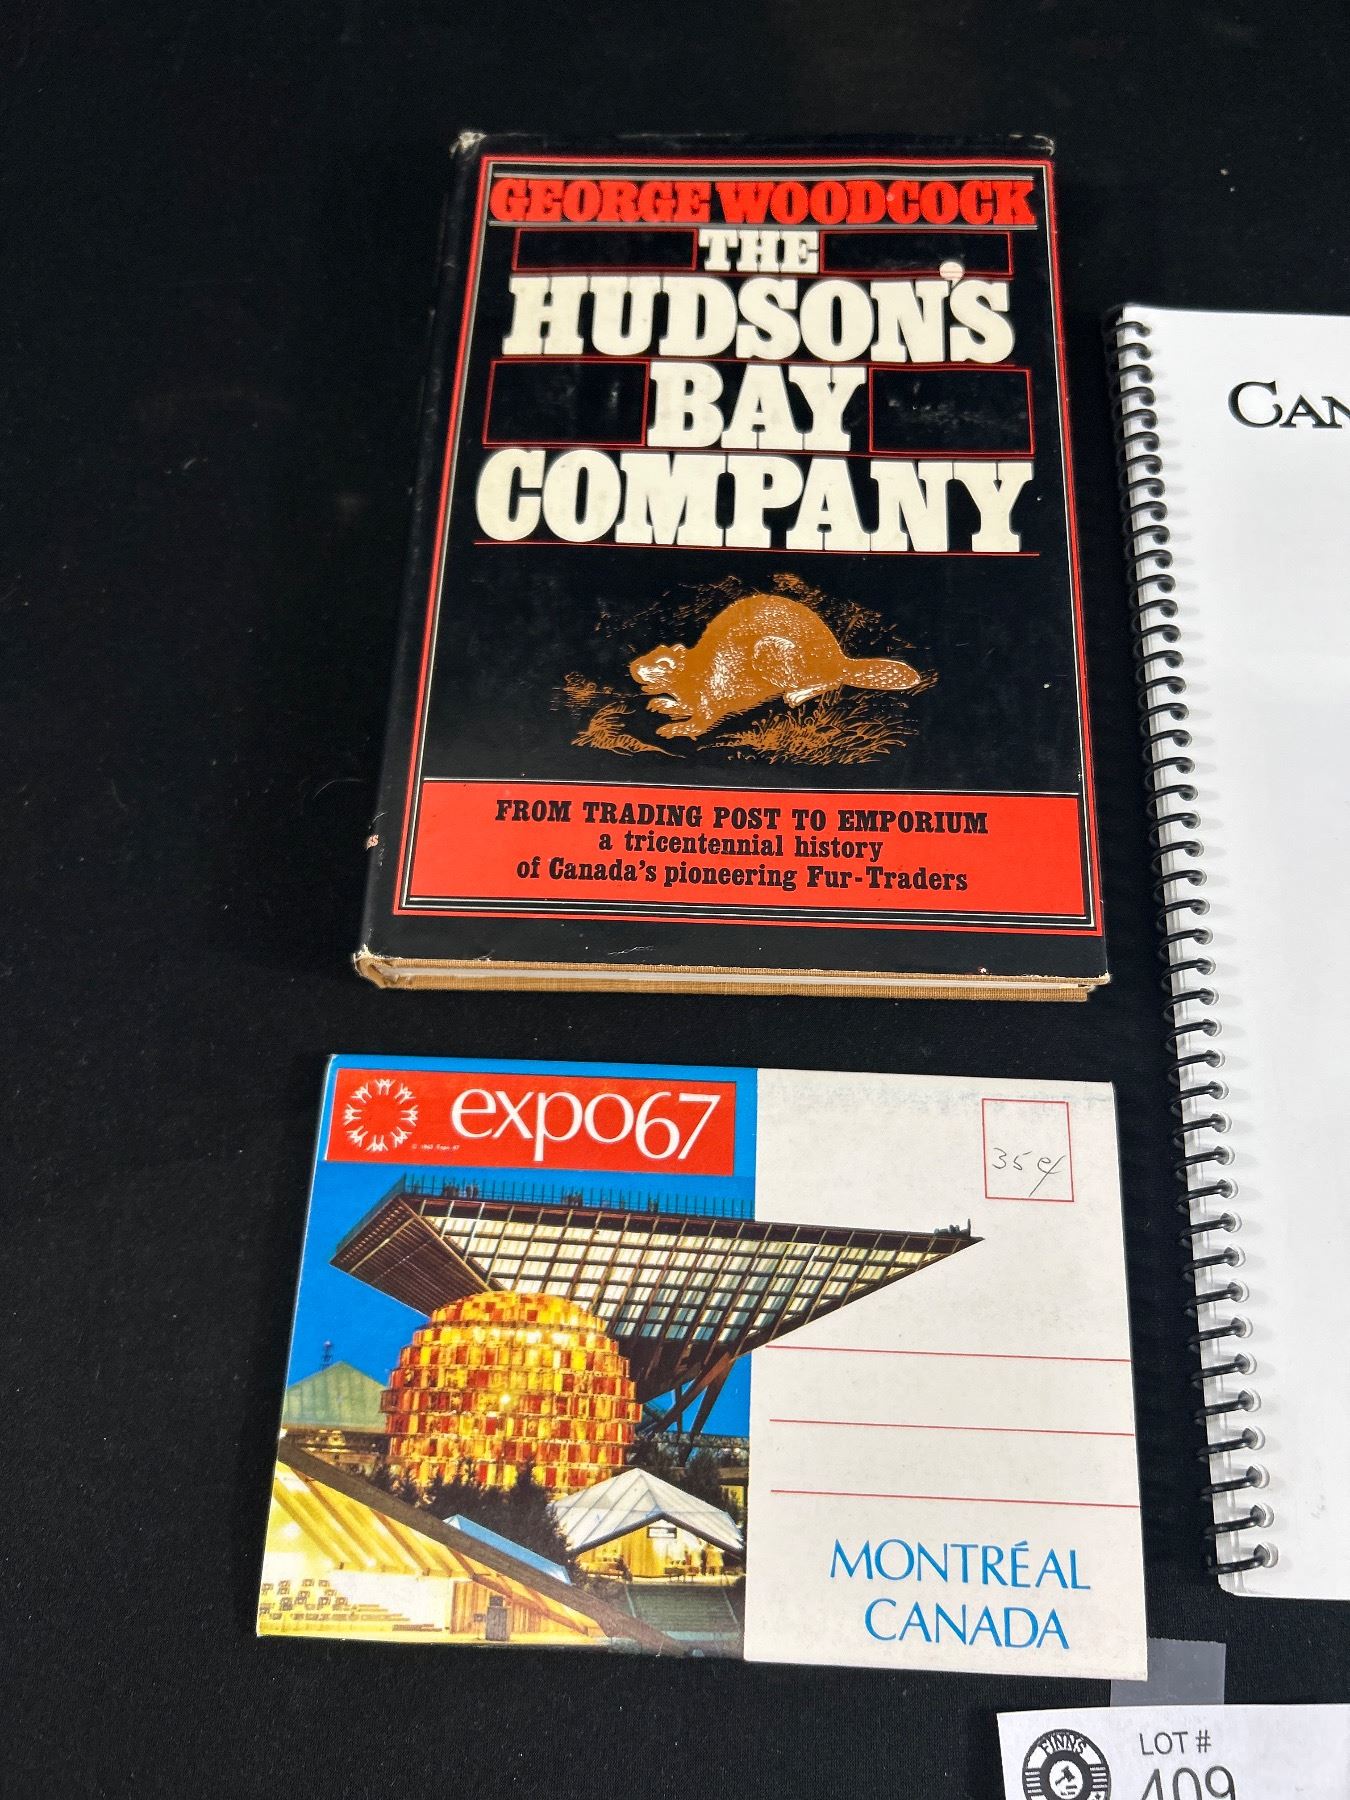 GEORGE WOODCOCK
THE
HUDSON'S
BAY
COMPANY
FROM TRADING POST TO EMPORIUM
a tricentennial history
of Canada's pioneering Fur-Traders
CAN
expo67
35¢
MONTRÉAL
CANADA
FINNS
LOT #
409